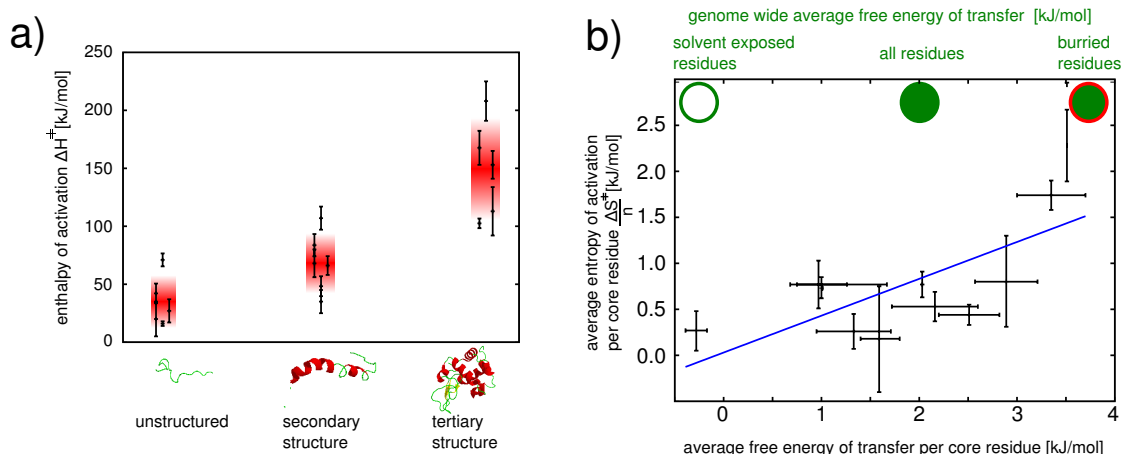 a)
enthalpy of activation ΔH‡[kJ/mol]
250
200
150
100
50
0
unstructured
secondary
structure
tertiary
structure
b)
genome wide average free energy of transfer [kJ/mol]
solvent exposed
residues
all residues
burried
residues
average entropy of activation
per core residue ΔS‡/n [kJ/mol]
2.5
2.0
1.5
1.0
0.5
0.0
0
1
2
3
4
average free energy of transfer per core residue [kJ/mol]